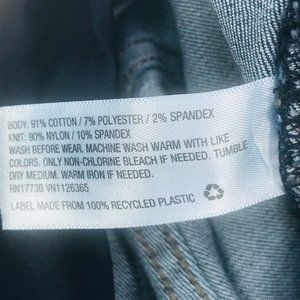 BODY: 91% COTTON / 7% POLYESTER / 2% SPANDEX
KNIT: 90% NYLON / 10% SPANDEX
WASH BEFORE WEAR. MACHINE WASH WARM WITH LIKE
COLORS. ONLY NON-CHLORINE BLEACH IF NEEDED. TUMBLE
DRY MEDIUM. WARM IRON IF NEEDED.
RN17730 VN1126365
LABEL MADE FROM 100% RECYCLED PLASTIC